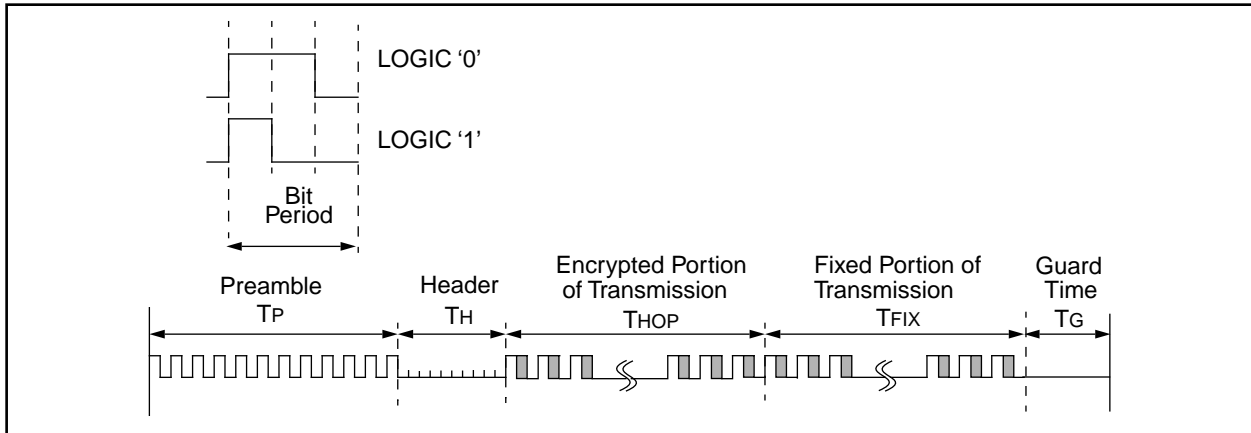 LOGIC ‘0’
LOGIC ‘1’
Bit
Period
Preamble
TP
Header
TH
Encrypted Portion
of Transmission
THOP
Fixed Portion of
Transmission
TFIX
Guard
Time
TG